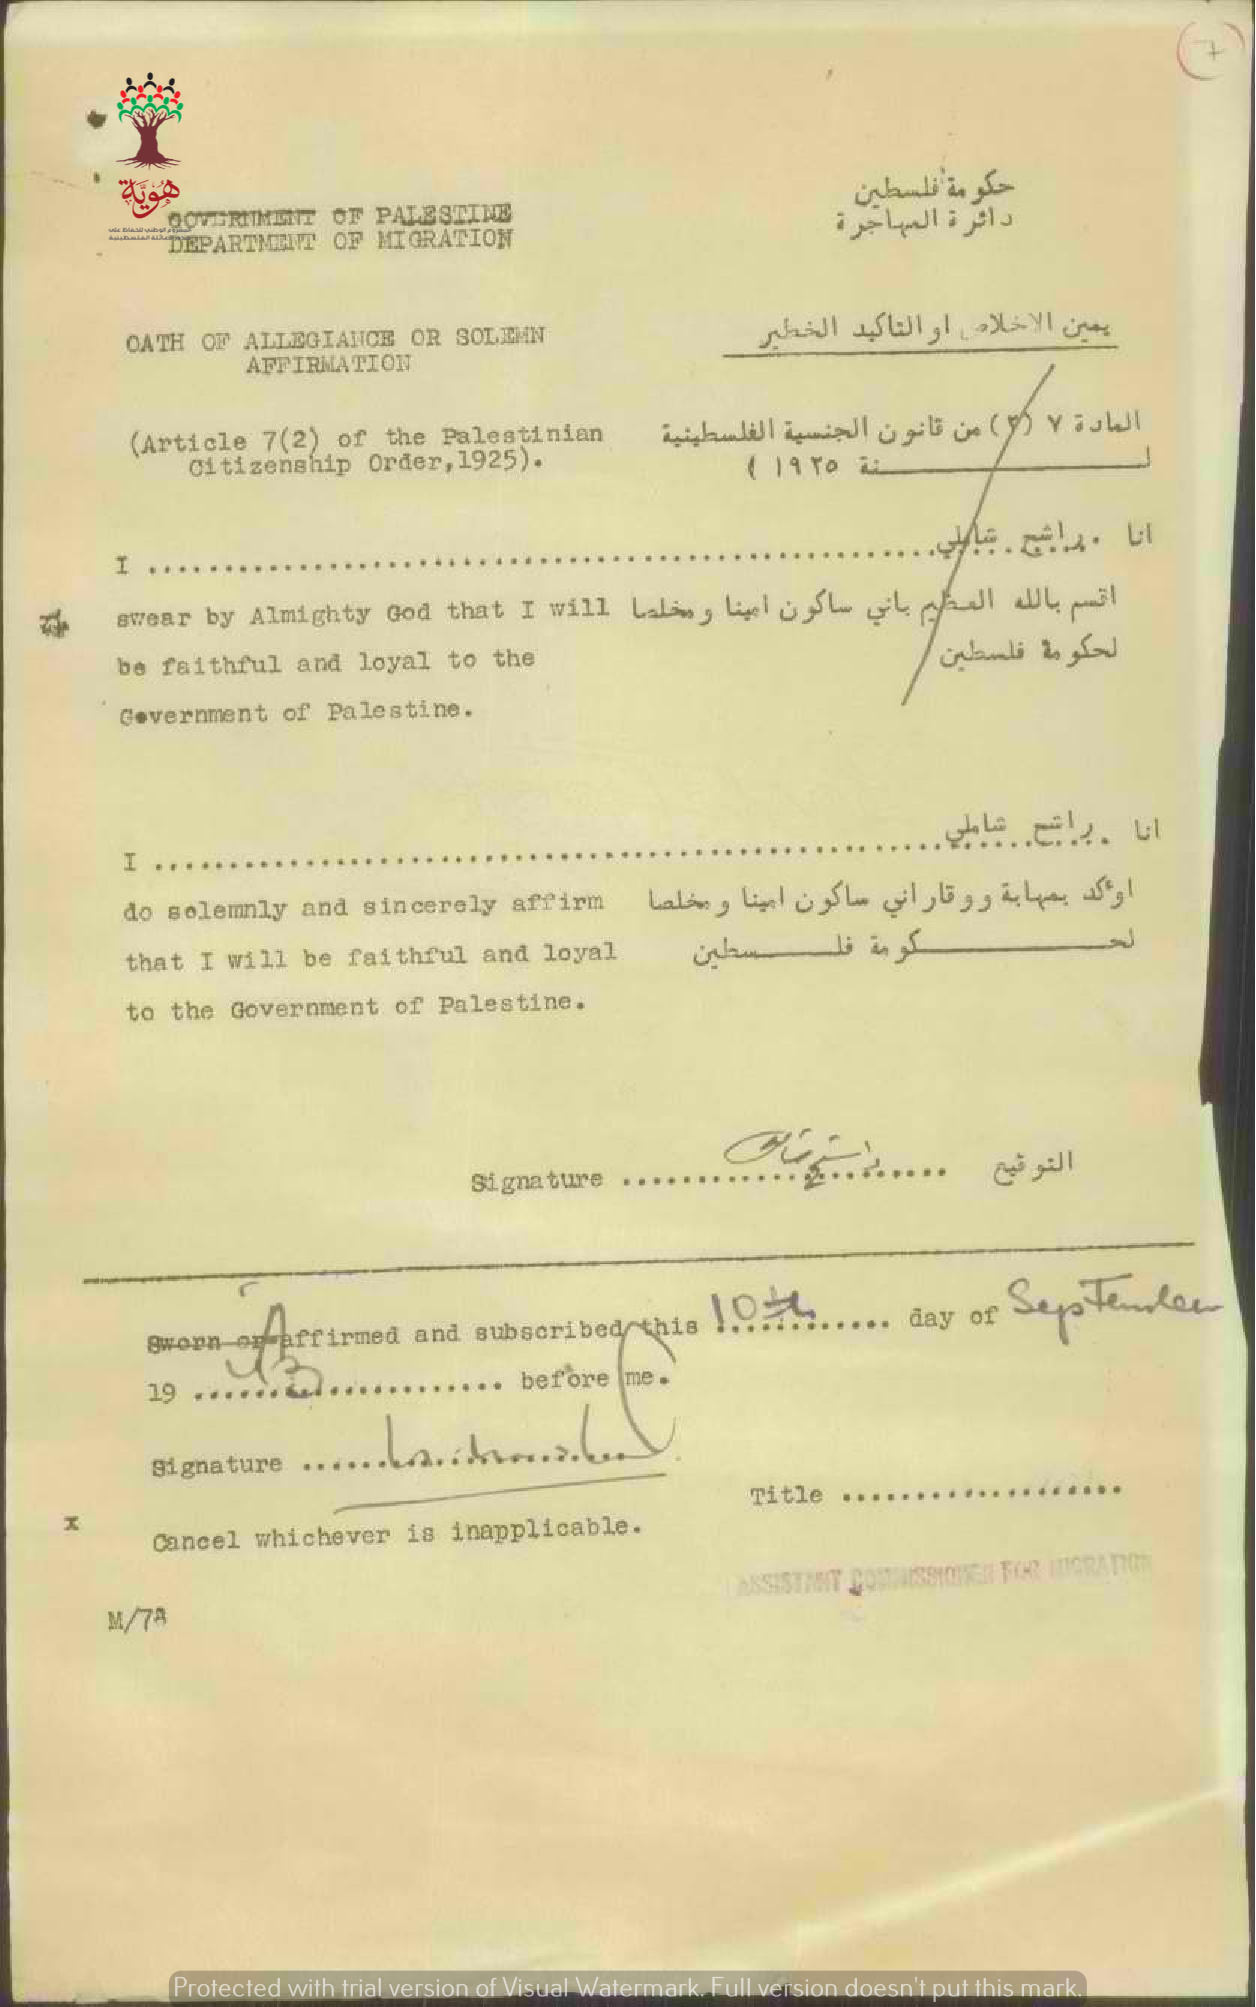 7
هوية
GOVERNMENT OF PALESTINE
DEPARTMENT OF MIGRATION
حكومة فلسطين
دائرة المهاجرة
OATH OF ALLEGIANCE OR SOLEMN
AFFIRMATION
يمين الاخلاص او التاكيد الخطير
(Article 7(2) of the Palestinian
Citizenship Order,1925).
المادة ٧ (٢) من قانون الجنسية الفلسطينية
لسنة ١٩٢٥ )
I .......... شاملي انا
swear by Almighty God that I will
be faithful and loyal to the
Government of Palestine.
اقسم بالله العظيم باني ساكون امينا ومخلصا
لحكومة فلسطين
I .......... شاملي انا
do solemnly and sincerely affirm
that I will be faithful and loyal
to the Government of Palestine.
اوءكد بمهابة ووقار اني ساكون امينا ومخلصا
لحكومة فلسطين
Signature .......... التوقيع
Sworn or affirmed and subscribed this 10th day of September
19 43 before me.
Signature ..........
Title ..........
x Cancel whichever is inapplicable.
ASSISTANT COMMISSIONER FOR MIGRATION
M/78
Protected with trial version of Visual Watermark. Full version doesn't put this mark.